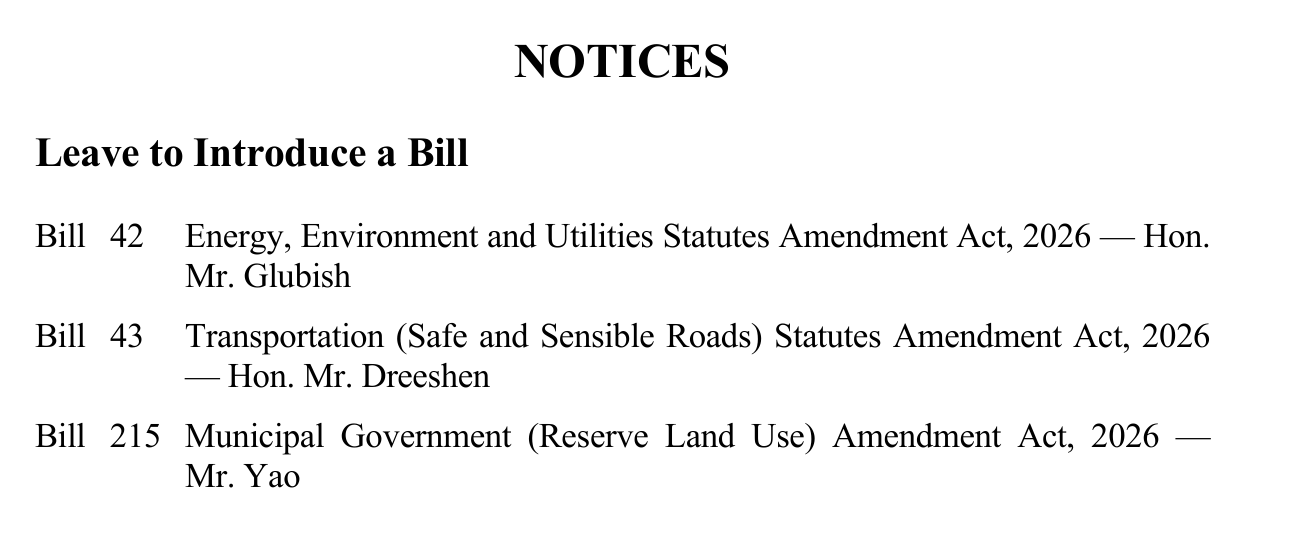 NOTICES
Leave to Introduce a Bill
Bill 42 Energy, Environment and Utilities Statutes Amendment Act, 2026 — Hon.
Mr. Glubish
Bill 43 Transportation (Safe and Sensible Roads) Statutes Amendment Act, 2026
— Hon. Mr. Dreeshen
Bill 215 Municipal Government (Reserve Land Use) Amendment Act, 2026 —
Mr. Yao